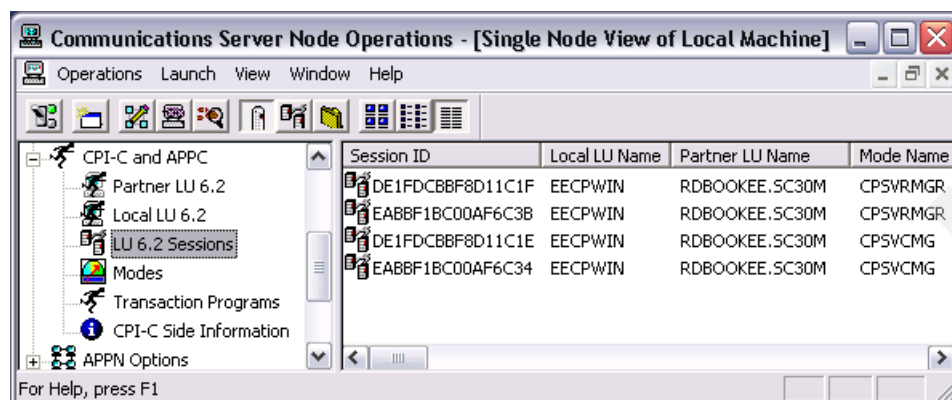 Communications Server Node Operations - [Single Node View of Local Machine]
Operations Launch View Window Help
CPI-C and APPC
Partner LU 6.2
Local LU 6.2
LU 6.2 Sessions
Modes
Transaction Programs
CPI-C Side Information
APPN Options
Session ID Local LU Name Partner LU Name Mode Name
DE1FDCBBF8D11C1F EECPWIN RDBOOKEE.SC30M CPSVRMGR
EABBF1BC00AF6C3B EECPWIN RDBOOKEE.SC30M CPSVRMGR
DE1FDCBBF8D11C1E EECPWIN RDBOOKEE.SC30M CPSVCMG
EABBF1BC00AF6C34 EECPWIN RDBOOKEE.SC30M CPSVCMG
For Help, press F1